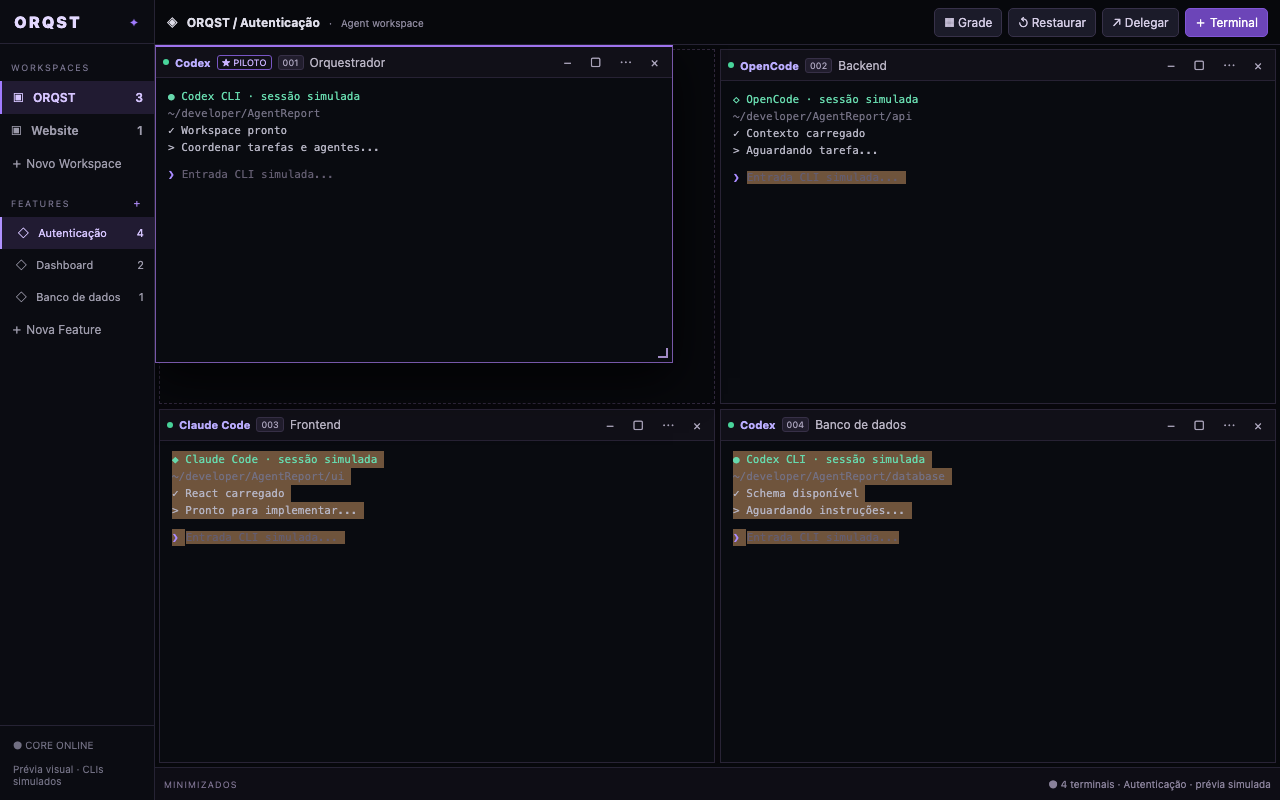 ORQST ✦
WORKSPACES
▣ ORQST 3
▣ Website 1
+ Novo Workspace
FEATURES +
◇ Autenticação 4
◇ Dashboard 2
◇ Banco de dados 1
+ Nova Feature
● CORE ONLINE
Prévia visual · CLIs
simulados
◈ ORQST / Autenticação · Agent workspace
▦ Grade
↺ Restaurar
↗ Delegar
+ Terminal
Codex ★ PILOTO 001 Orquestrador
● Codex CLI · sessão simulada
~/developer/AgentReport
✓ Workspace pronto
> Coordenar tarefas e agentes...
❯ Entrada CLI simulada...
OpenCode 002 Backend
◇ OpenCode · sessão simulada
~/developer/AgentReport/api
✓ Contexto carregado
> Aguardando tarefa...
❯ Entrada CLI simulada...
Claude Code 003 Frontend
◆ Claude Code · sessão simulada
~/developer/AgentReport/ui
✓ React carregado
> Pronto para implementar...
❯ Entrada CLI simulada...
Codex 004 Banco de dados
● Codex CLI · sessão simulada
~/developer/AgentReport/database
✓ Schema disponível
> Aguardando instruções...
❯ Entrada CLI simulada...
MINIMIZADOS
● 4 terminais · Autenticação · prévia simulada